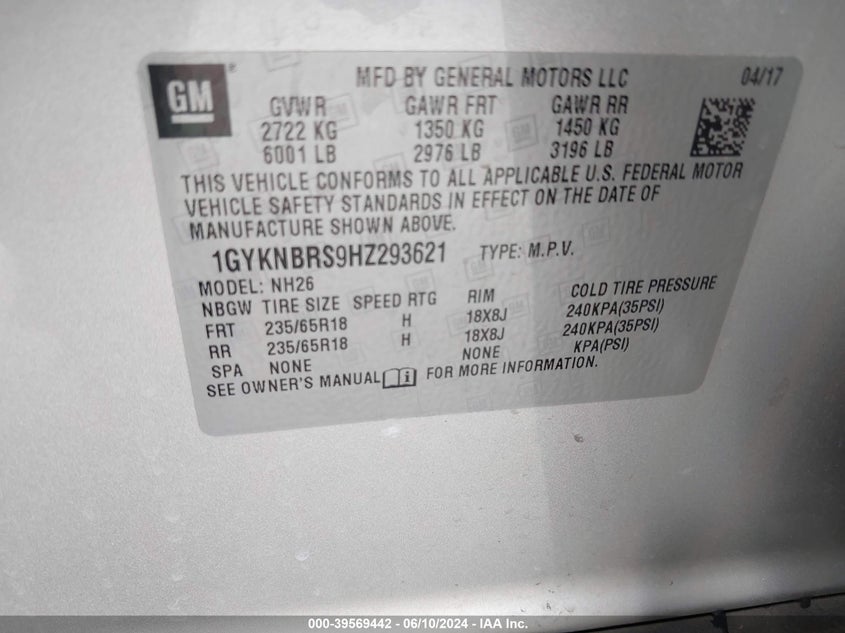 GM® MFD BY GENERAL MOTORS LLC 04/17
GVWR GAWR FRT GAWR RR
2722 KG 1350 KG 1450 KG
6001 LB 2976 LB 3196 LB
THIS VEHICLE CONFORMS TO ALL APPLICABLE U.S. FEDERAL MOTOR
VEHICLE SAFETY STANDARDS IN EFFECT ON THE DATE OF
MANUFACTURE SHOWN ABOVE.
1GYKNBRS9HZ293621 TYPE: M.P.V.
MODEL: NH26
NBGW TIRE SIZE SPEED RTG RIM COLD TIRE PRESSURE
FRT 235/65R18 H 18X8J 240KPA(35PSI)
RR 235/65R18 H 18X8J 240KPA(35PSI)
SPA NONE NONE KPA(PSI)
SEE OWNER'S MANUAL FOR MORE INFORMATION.
000-39569442 - 06/10/2024 - IAA Inc.